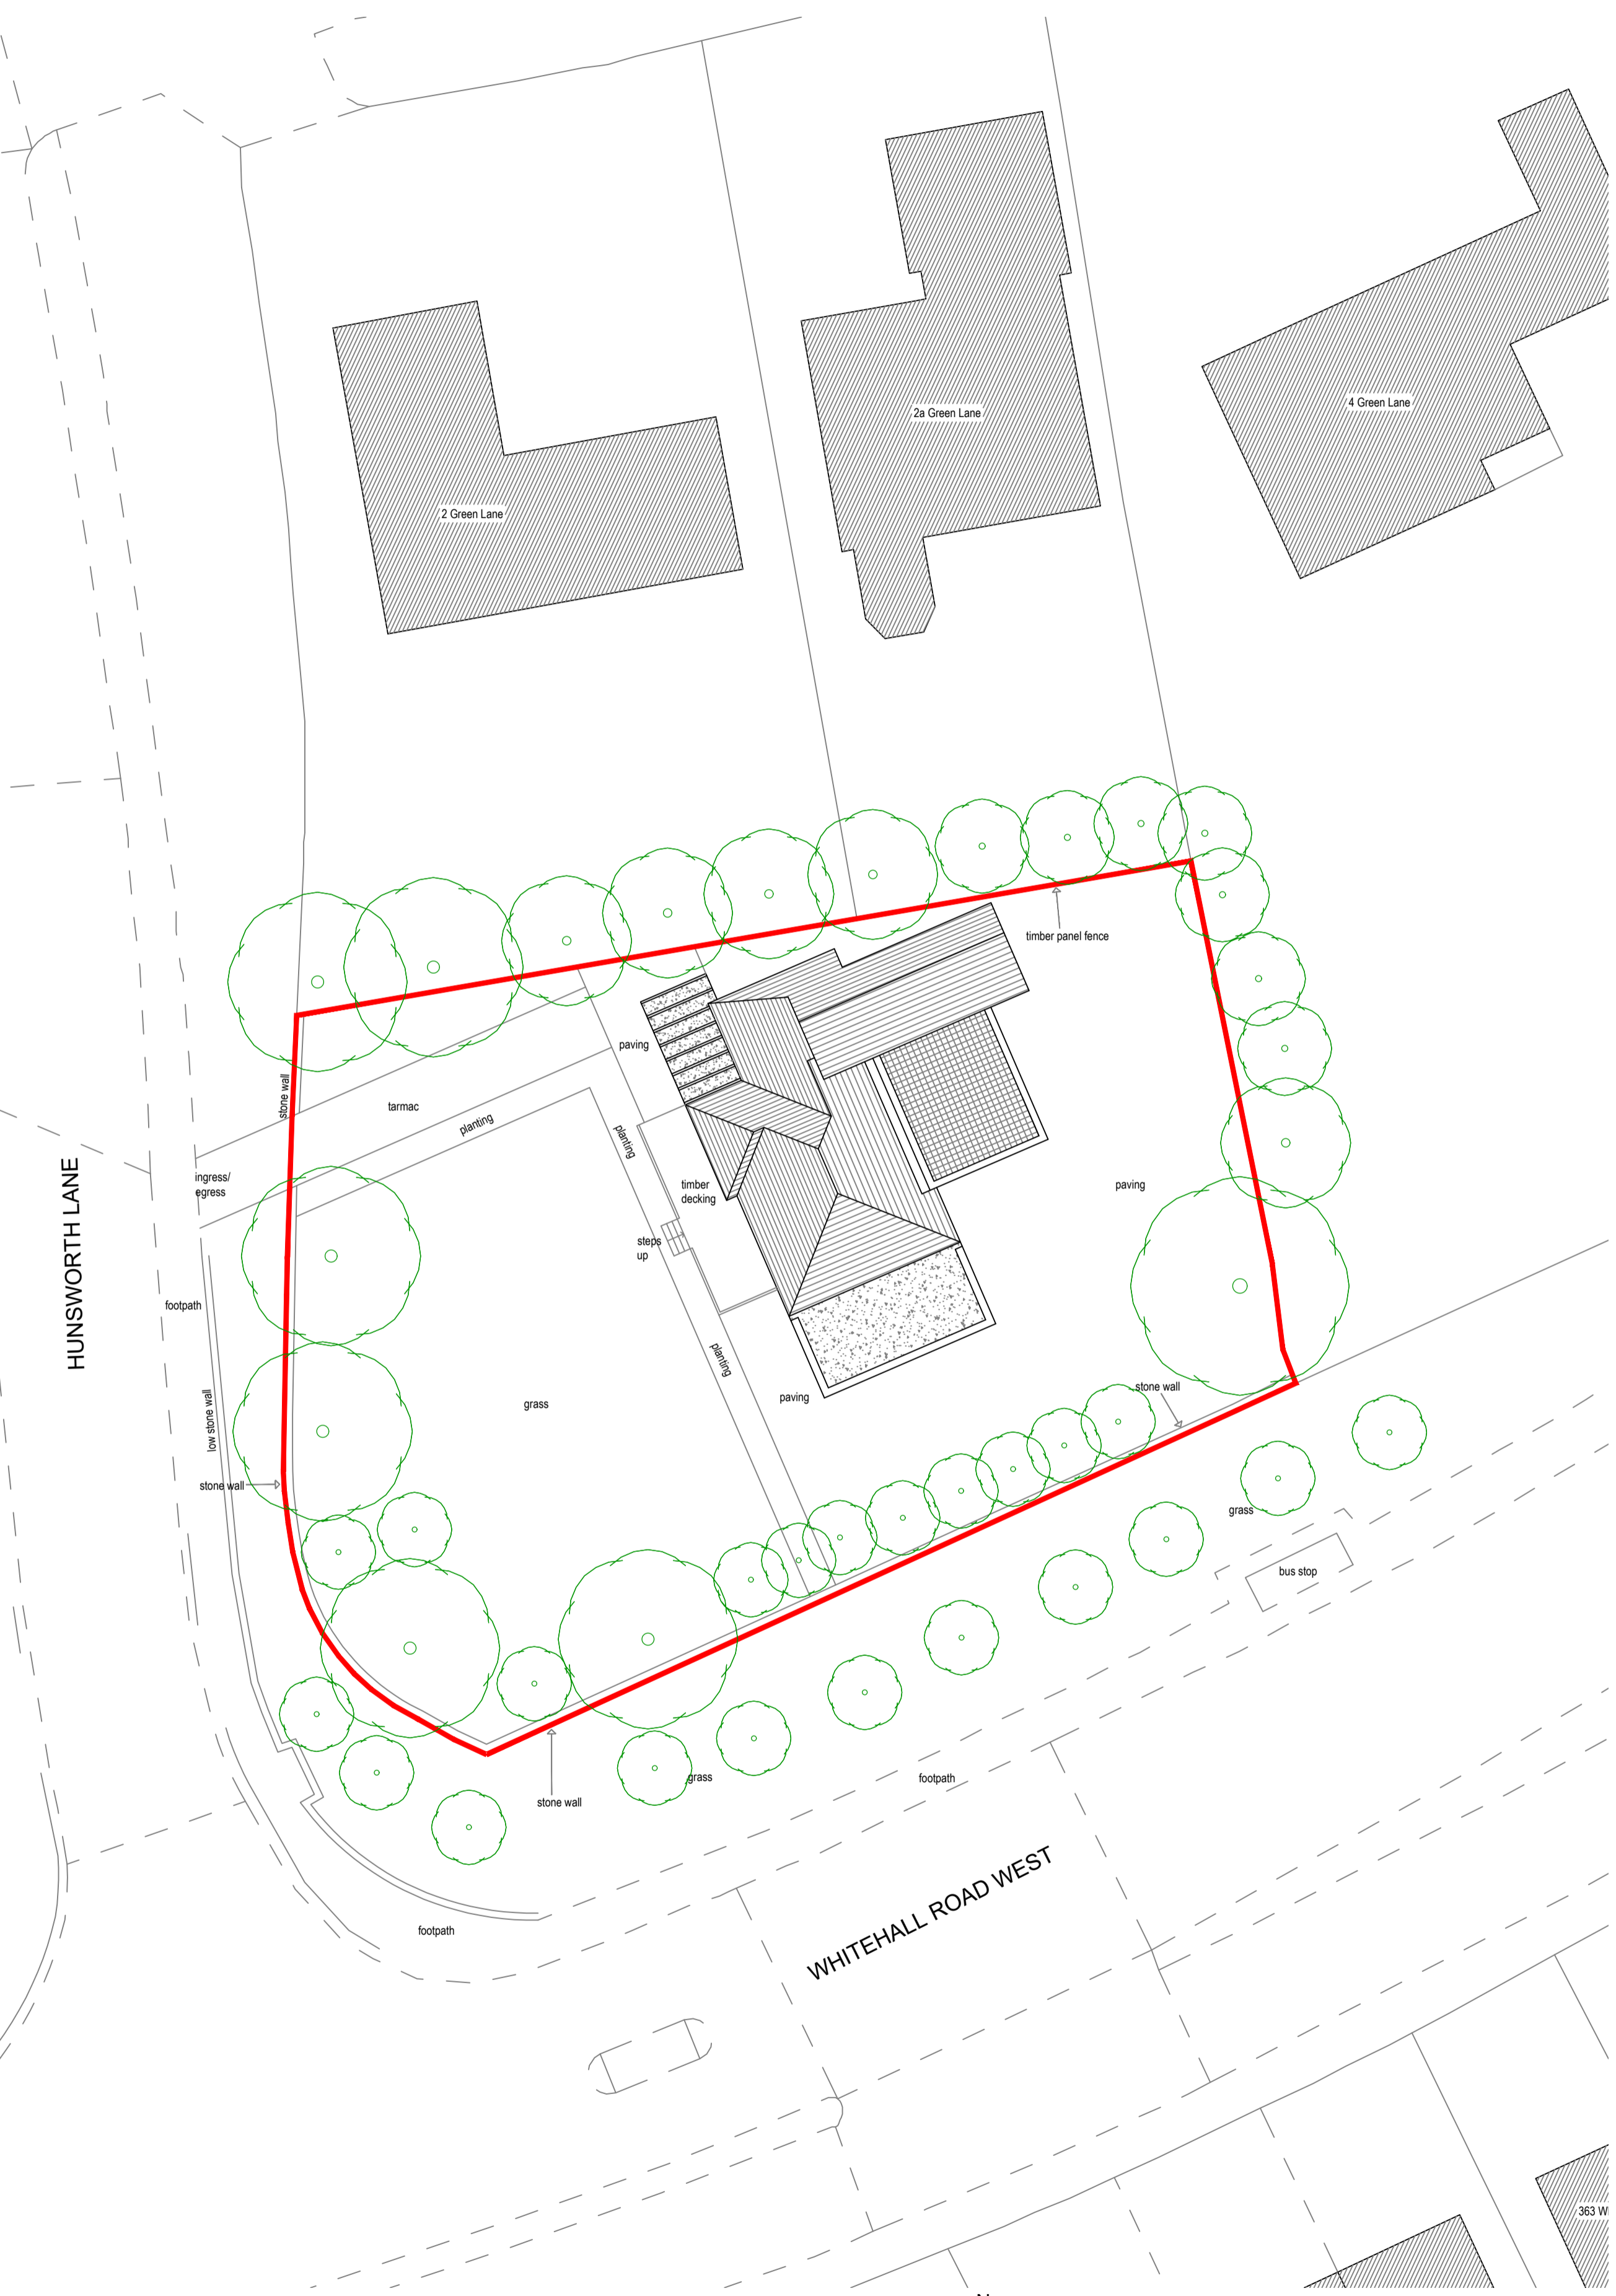 2a Green Lane
4 Green Lane
2 Green Lane
timber panel fence
paving
stone wall
tarmac
planting
planting
ingress/
egress
timber
decking
paving
steps
up
HUNSWORTH LANE
footpath
planting
stone wall
paving
grass
low stone wall
stone wall
grass
bus stop
grass
footpath
stone wall
WHITEHALL ROAD WEST
footpath
363 W